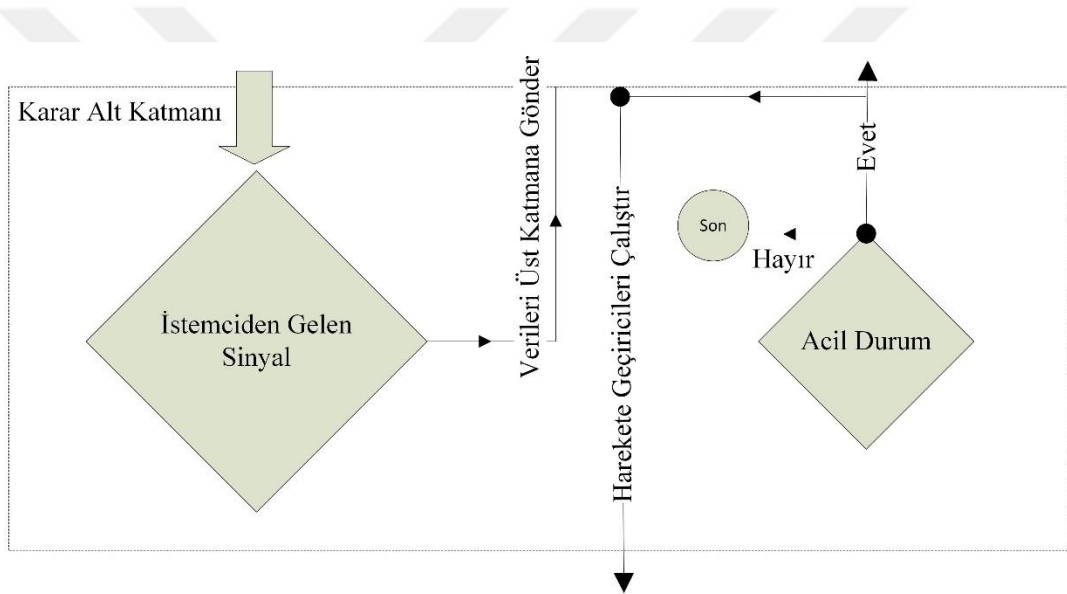 Karar Alt Katmanı
İstemciden Gelen
Sinyal
Verileri Üst Katmana Gönder
Harekete Geçiricileri Çalıştır
Son
Hayır
Evet
Acil Durum